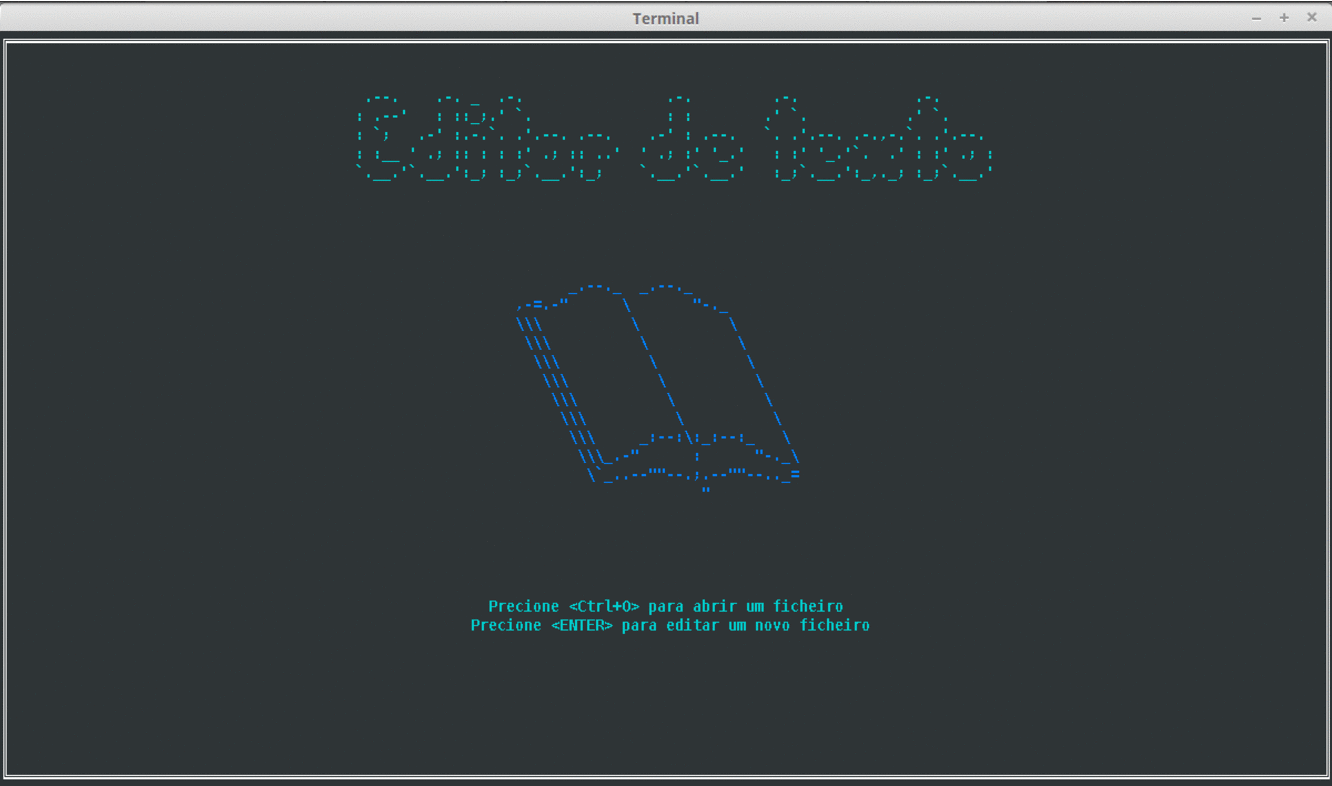 Terminal
Editor de texto
Precione <Ctrl+O> para abrir um ficheiro
Precione <ENTER> para editar um novo ficheiro